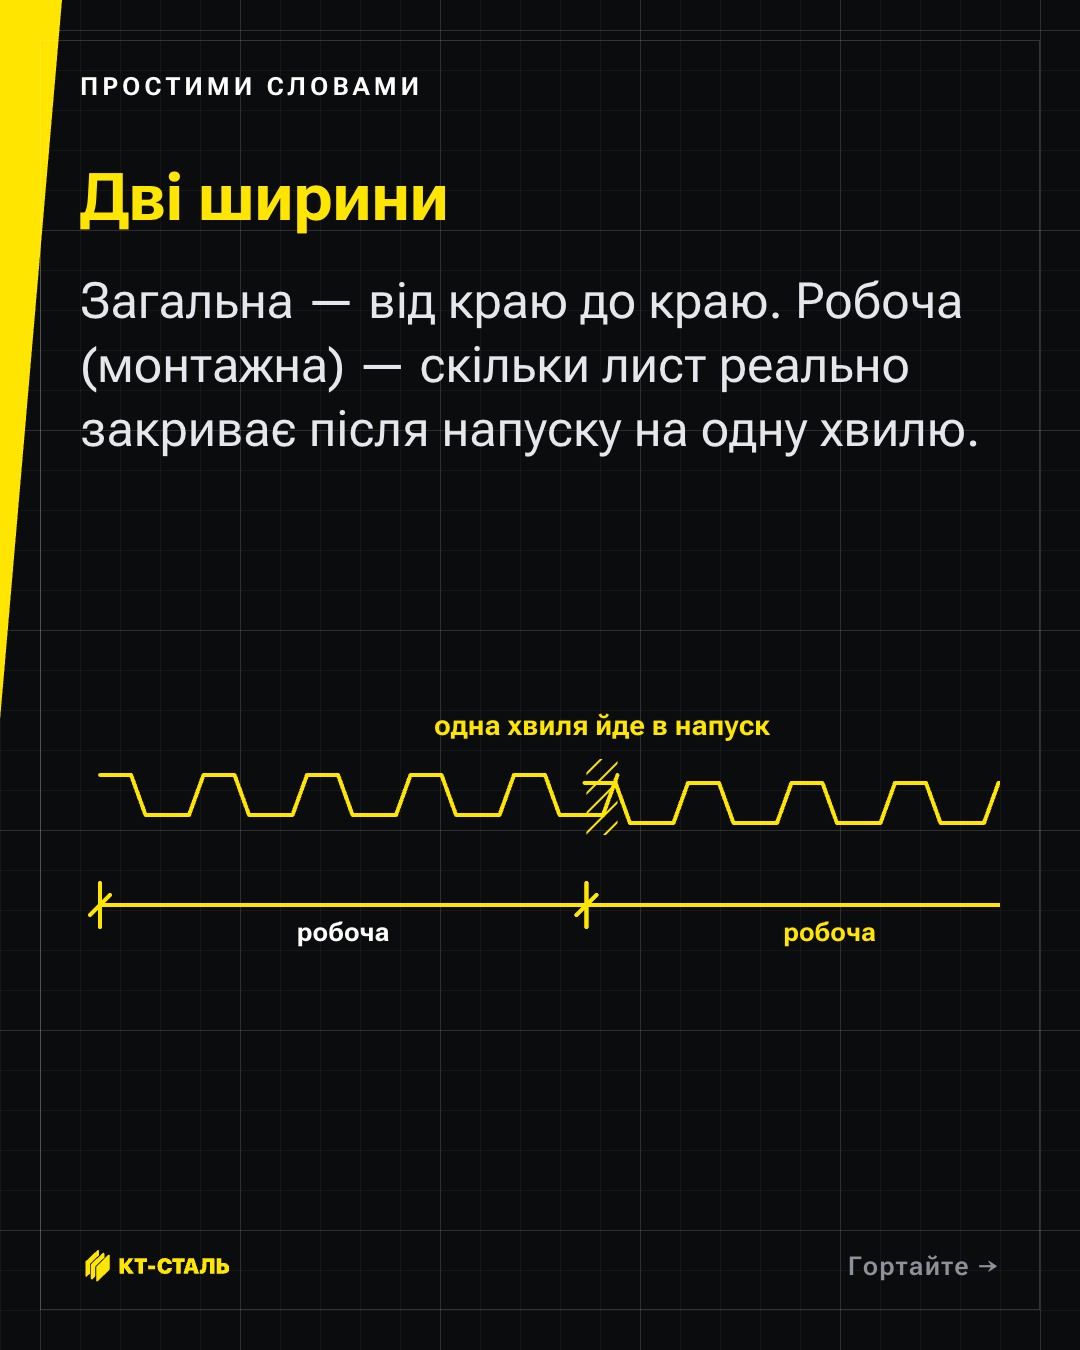 ПРОСТИМИ СЛОВАМИ
Дві ширини
Загальна — від краю до краю. Робоча
(монтажна) — скільки лист реально
закриває після напуску на одну хвилю.
одна хвиля йде в напуск
робоча
робоча
КТ-СТАЛЬ
Гортайте →